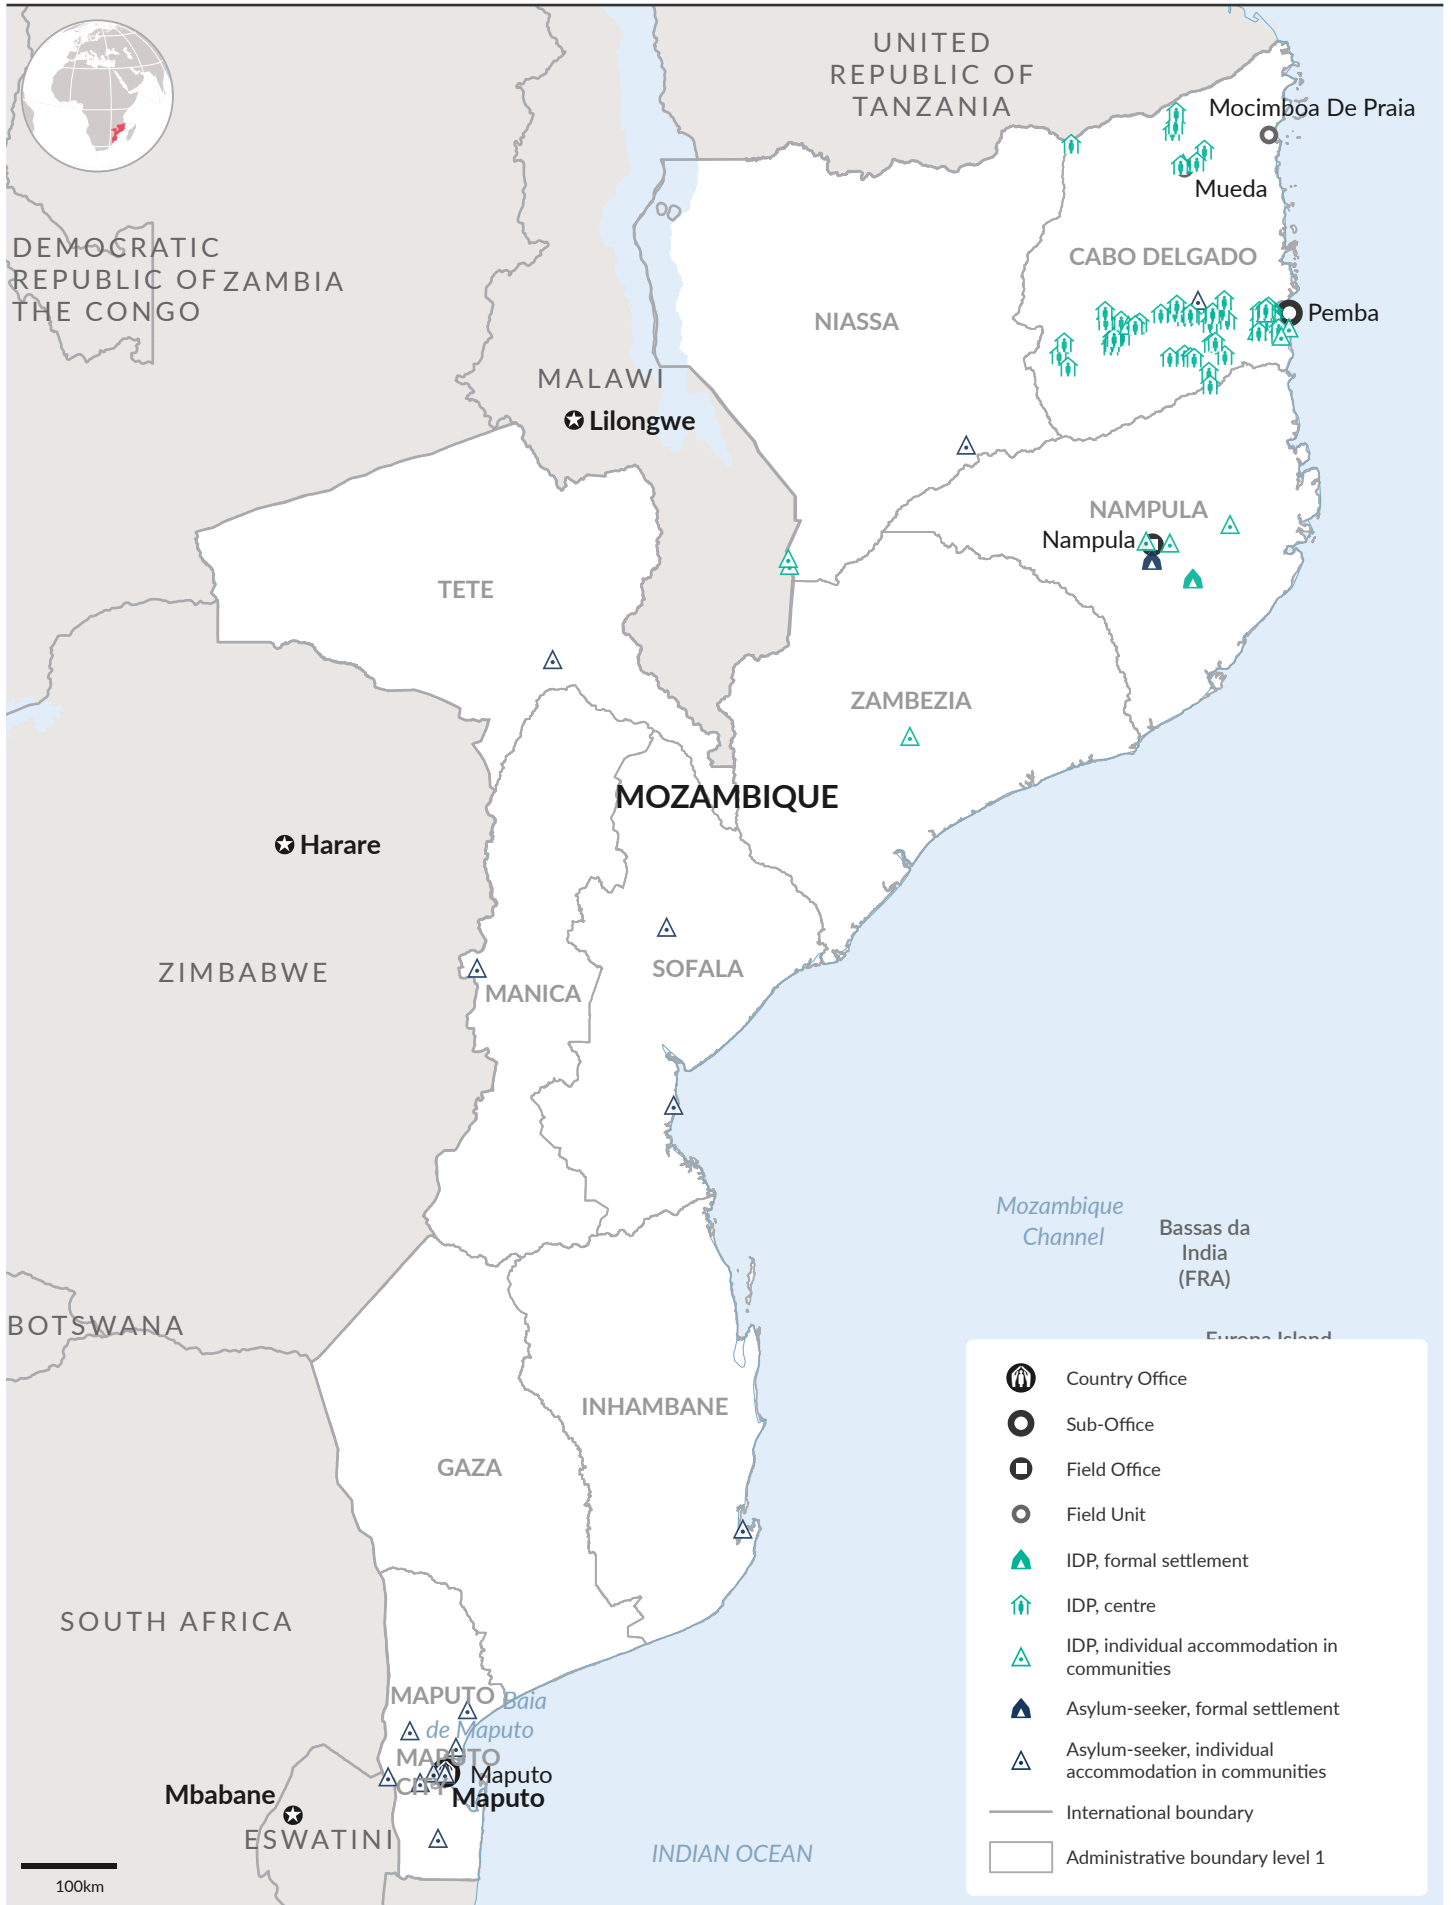 UNITED
REPUBLIC OF
TANZANIA
Mocimboa De Praia
Mueda
DEMOCRATIC
REPUBLIC OF
THE CONGO
ZAMBIA
CABO DELGADO
Pemba
NIASSA
MALAWI
Lilongwe
NAMPULA
Nampula
TETE
ZAMBEZIA
MOZAMBIQUE
Harare
ZIMBABWE
SOFALA
MANICA
Mozambique
Channel
Bassas da
India
(FRA)
Europa Island
BOTSWANA
INHAMBANE
GAZA
SOUTH AFRICA
MAPUTO
Baia
de Maputo
MAPUTO
CITY
Maputo
Maputo
Mbabane
ESWATINI
INDIAN OCEAN
100km
Country Office
Sub-Office
Field Office
Field Unit
IDP, formal settlement
IDP, centre
IDP, individual accommodation in
communities
Asylum-seeker, formal settlement
Asylum-seeker, individual
accommodation in communities
International boundary
Administrative boundary level 1